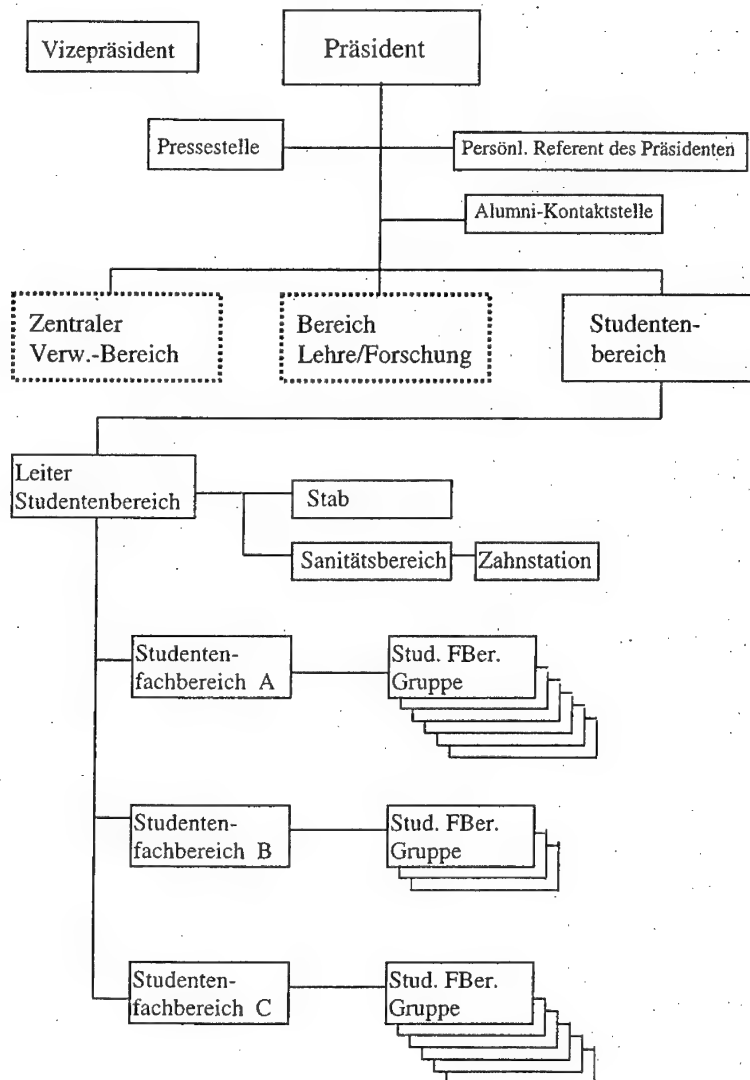 Vizepräsident
Präsident
Pressestelle
Persönl. Referent des Präsidenten
Alumni-Kontaktstelle
Zentraler
Verw.-Bereich
Bereich
Lehre/Forschung
Studenten-
bereich
Leiter
Studentenbereich
Stab
Sanitätsbereich
Zahnstation
Studenten-
fachbereich A
Stud. FBer.
Gruppe
Studenten-
fachbereich B
Stud. FBer.
Gruppe
Studenten-
fachbereich C
Stud. FBer.
Gruppe